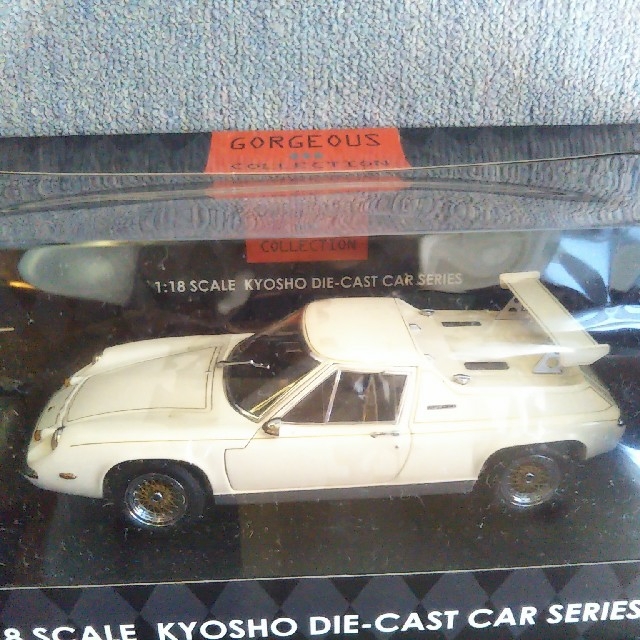 GORGEOUS
COLLECTION
COLLECTION
1:18 SCALE KYOSHO DIE-CAST CAR SERIES
8 SCALE KYOSHO DIE-CAST CAR SERIES